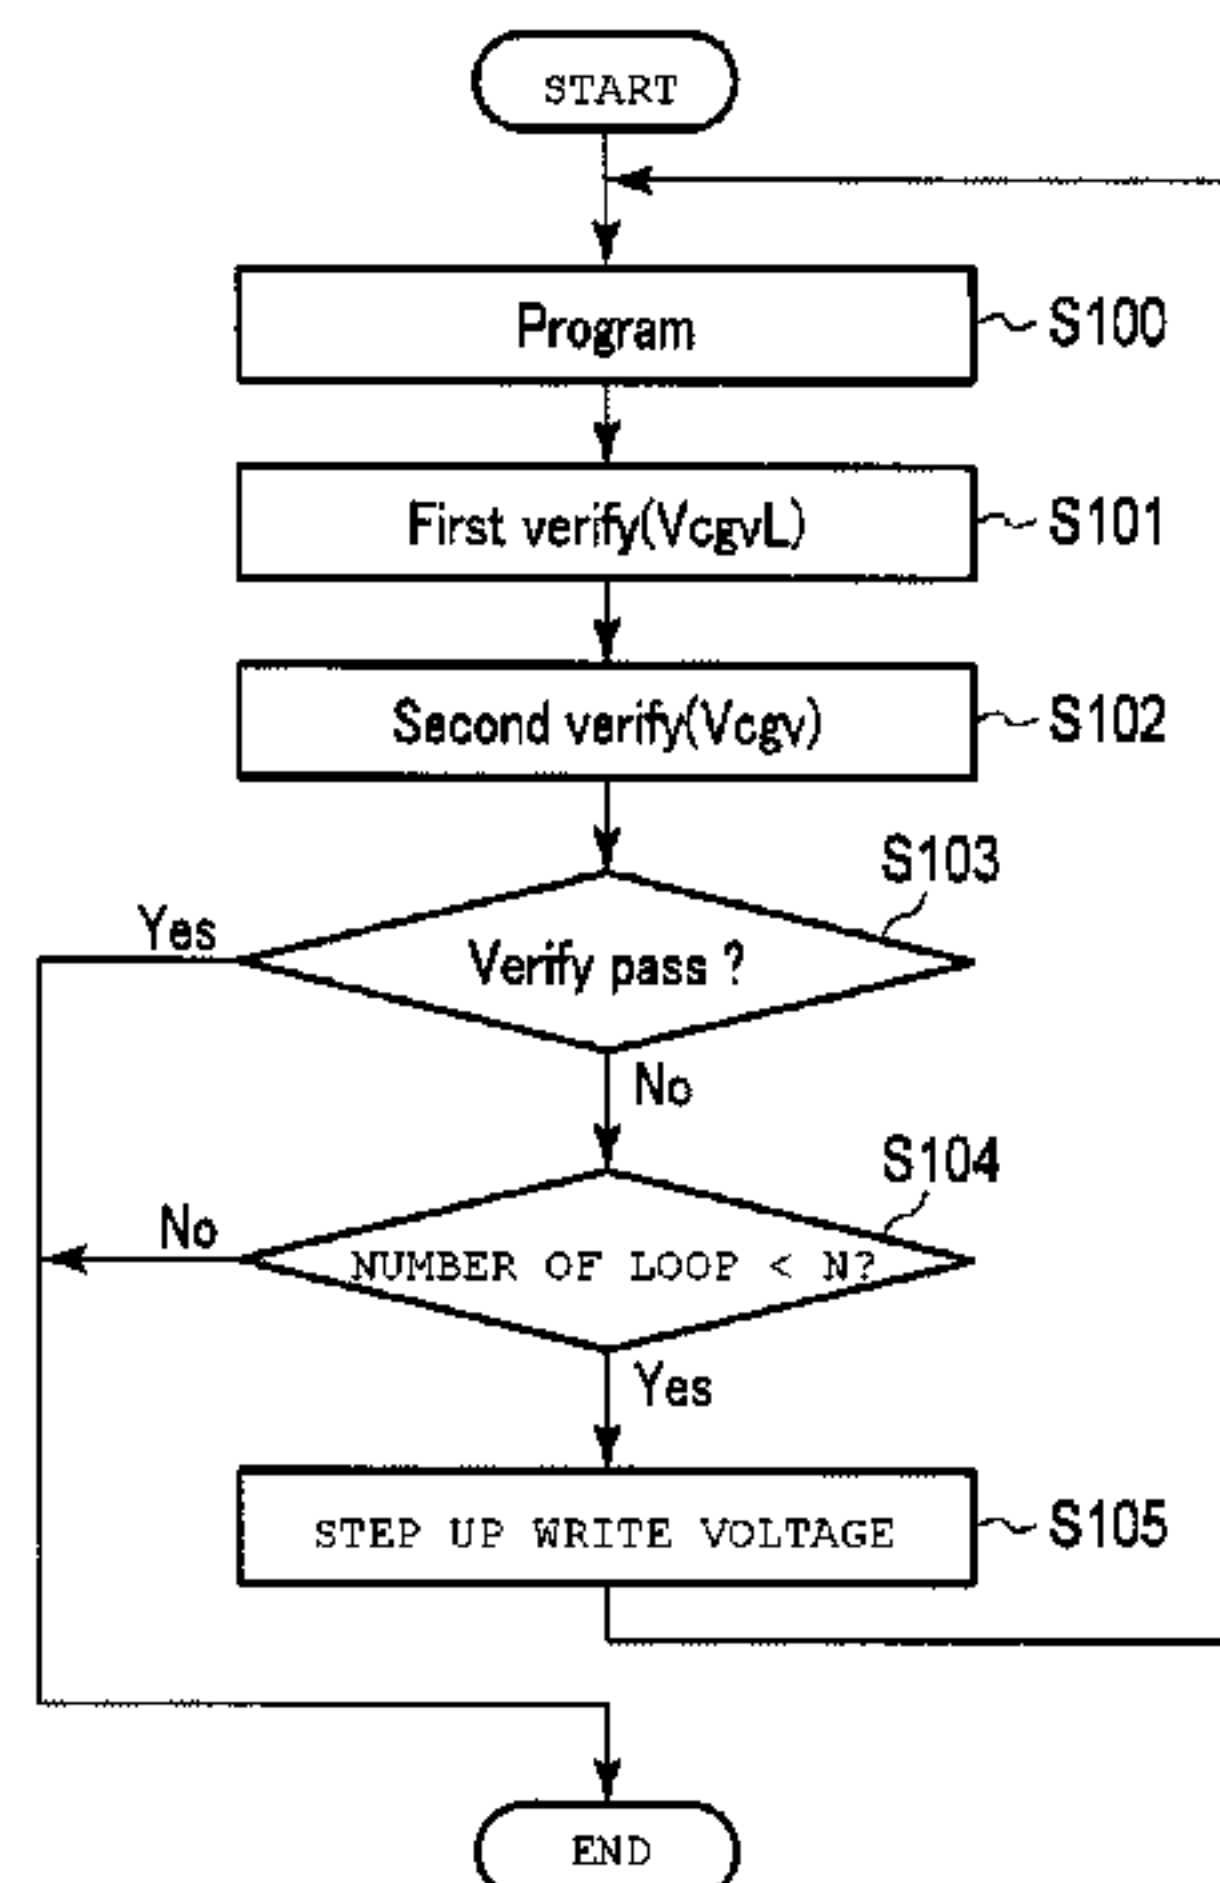 START
Program
S100
First verify(VcgvL)
S101
Second verify(Vcgv)
S102
S103
Yes
Verify pass ?
No
S104
No
NUMBER OF LOOP < N?
Yes
STEP UP WRITE VOLTAGE
S105
END